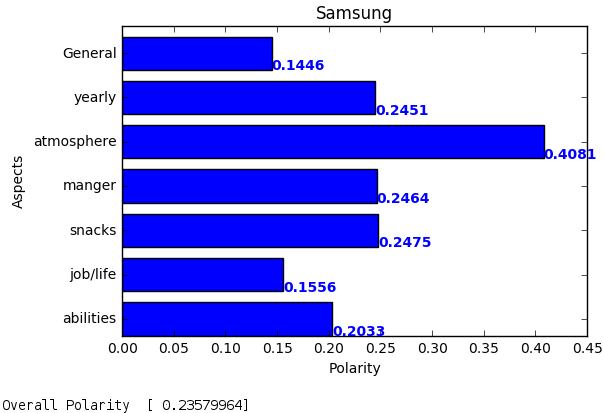 Samsung
General
0.1446
yearly
0.2451
atmosphere
0.4081
manger
0.2464
snacks
0.2475
job/life
0.1556
abilities
0.2033
Aspects
0.00 0.05 0.10 0.15 0.20 0.25 0.30 0.35 0.40 0.45
Polarity
Overall Polarity [ 0.23579964]